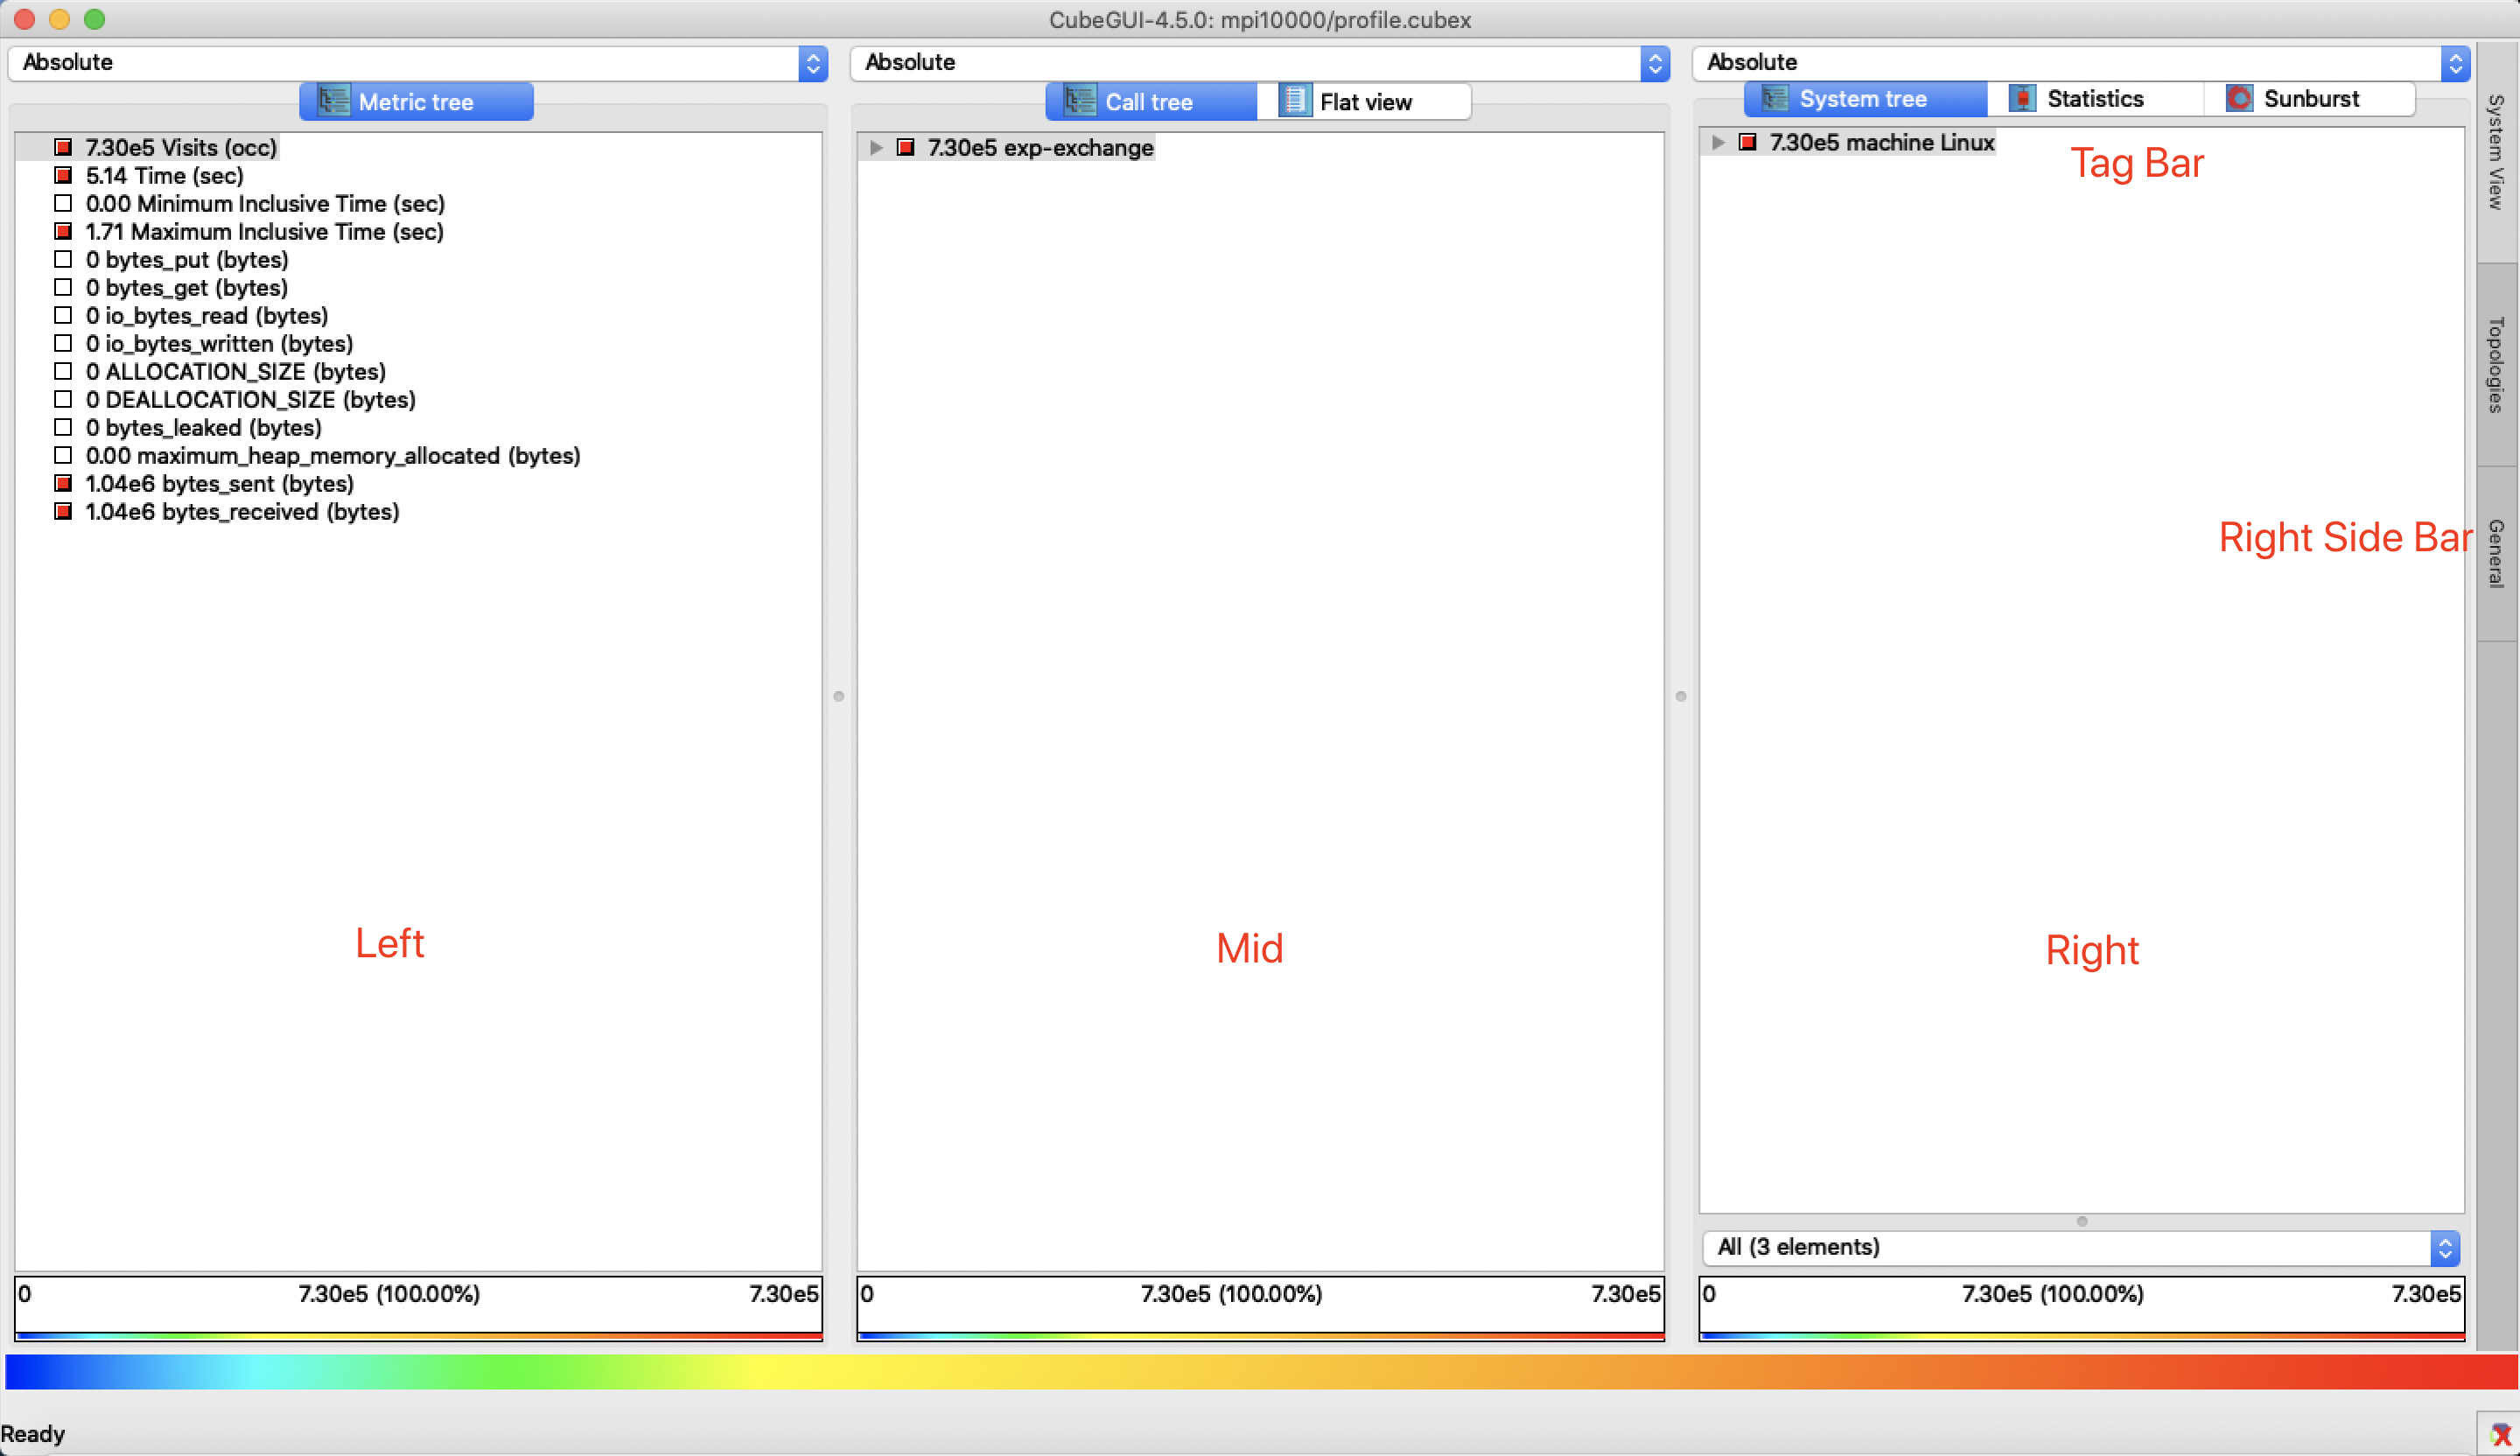 CubeGUI-4.5.0: mpi10000/profile.cubex
Absolute
Metric tree
7.30e5 Visits (occ)
5.14 Time (sec)
0.00 Minimum Inclusive Time (sec)
1.71 Maximum Inclusive Time (sec)
0 bytes_put (bytes)
0 bytes_get (bytes)
0 io_bytes_read (bytes)
0 io_bytes_written (bytes)
0 ALLOCATION_SIZE (bytes)
0 DEALLOCATION_SIZE (bytes)
0 bytes_leaked (bytes)
0.00 maximum_heap_memory_allocated (bytes)
1.04e6 bytes_sent (bytes)
1.04e6 bytes_received (bytes)
Left
0 7.30e5 (100.00%) 7.30e5
Absolute
Call tree Flat view
7.30e5 exp-exchange
Mid
0 7.30e5 (100.00%) 7.30e5
Absolute
System tree Statistics Sunburst
7.30e5 machine Linux
Tag Bar
Right Side Bar
Right
All (3 elements)
0 7.30e5 (100.00%) 7.30e5
System View
Topologies
General
Ready